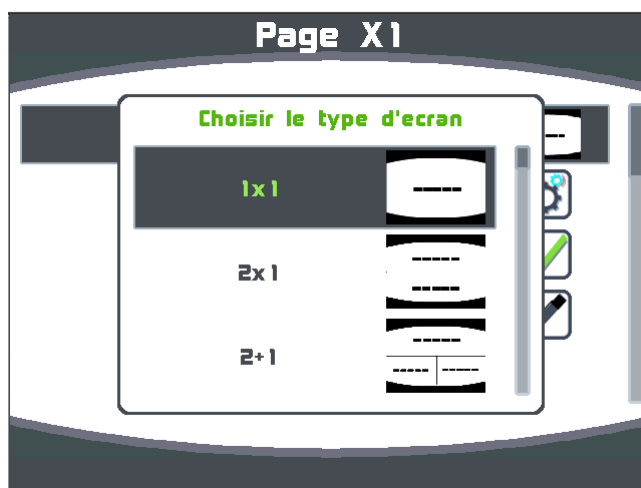 Page X1
Choisir le type d'ecran
1x1
-----
2x1
-----
-----
2+1
-----
----- -----